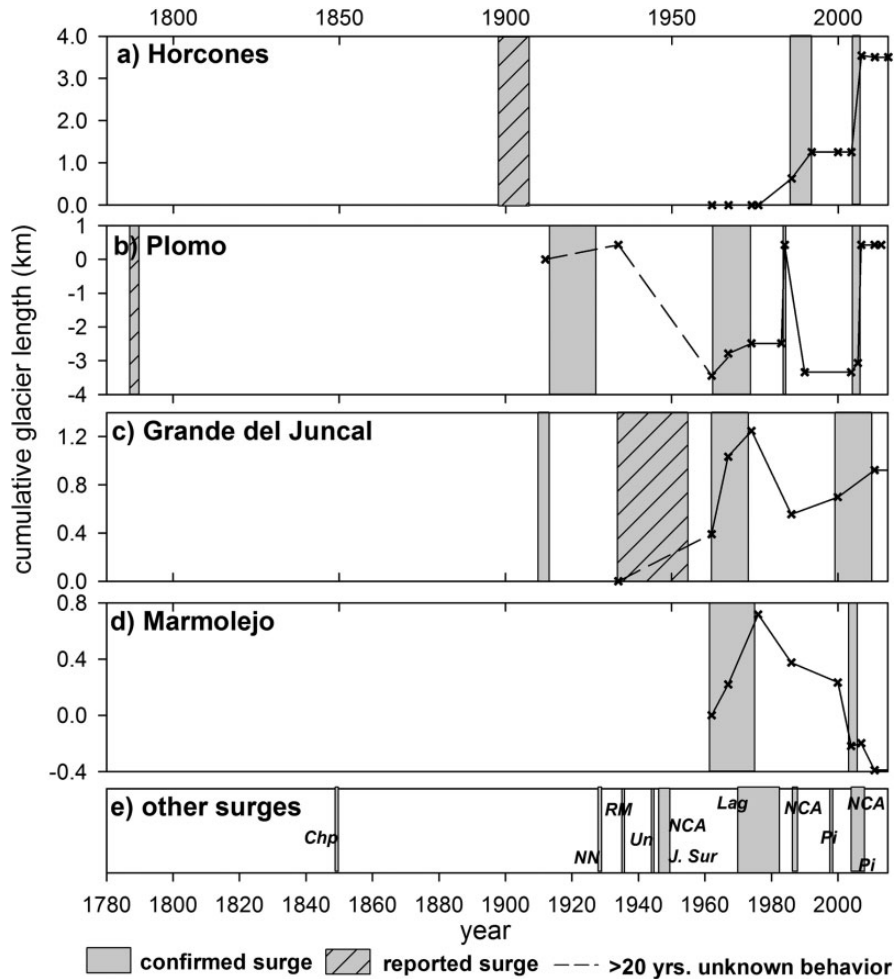 1800 1850 1900 1950 2000
cumulative glacier length (km)
a) Horcones
4.0
3.0
2.0
1.0
0.0
b) Plomo
1
0
-1
-2
-3
-4
c) Grande del Juncal
1.2
0.8
0.4
0.0
d) Marmolejo
0.8
0.4
0.0
-0.4
e) other surges
Chp
NN
RM
Un
NCA
J. Sur
Lag
NCA
Pi
NCA
Pi
1780 1800 1820 1840 1860 1880 1900 1920 1940 1960 1980 2000
year
confirmed surge reported surge >20 yrs. unknown behavior